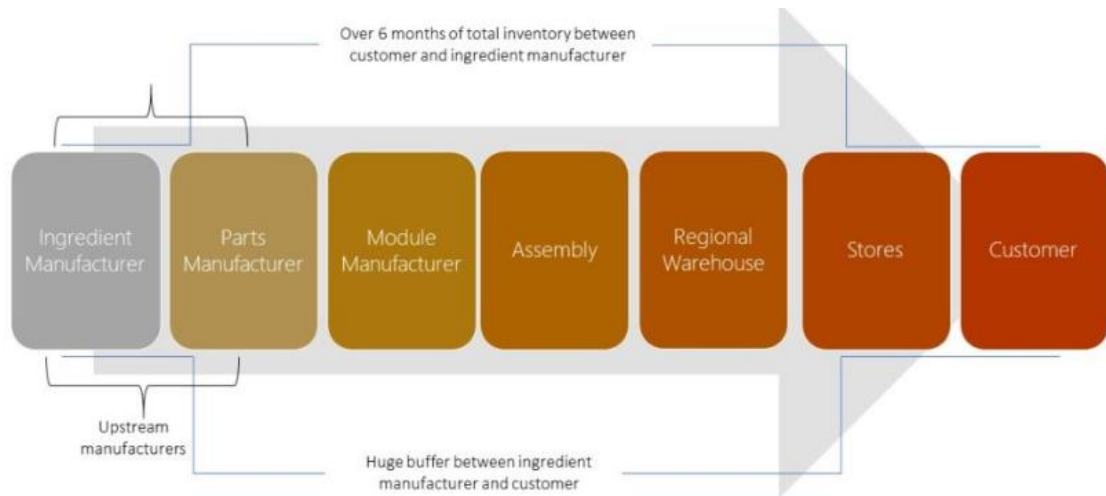 Over 6 months of total inventory between
customer and ingredient manufacturer
Ingredient
Manufacturer
Parts
Manufacturer
Module
Manufacturer
Assembly
Regional
Warehouse
Stores
Customer
Upstream
manufacturers
Huge buffer between ingredient
manufacturer and customer